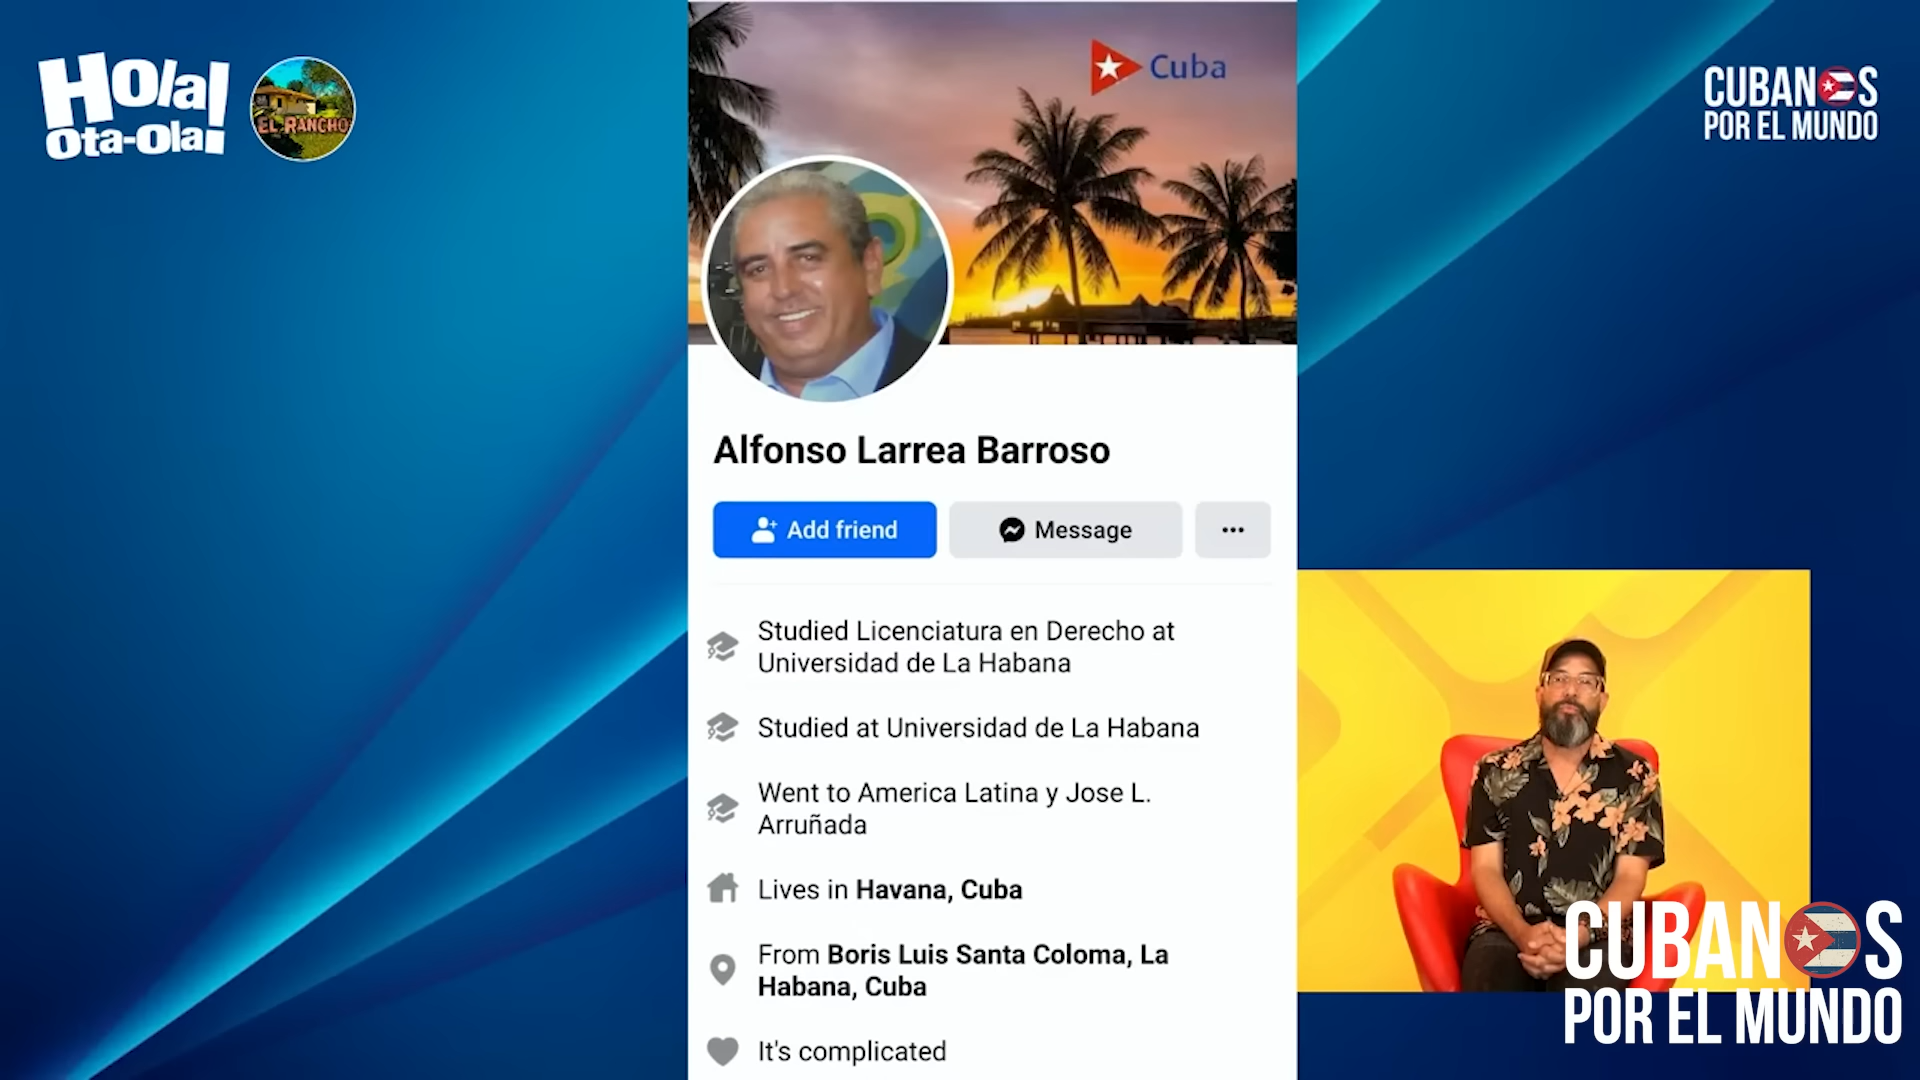 Hola!
Ota-Ola!
EL RANCHO
Cuba
CUBANOS
POR EL MUNDO
Alfonso Larrea Barroso
Add friend
Message
Studied Licenciatura en Derecho at
Universidad de La Habana
Studied at Universidad de La Habana
Went to America Latina y Jose L.
Arruñada
Lives in Havana, Cuba
From Boris Luis Santa Coloma, La
Habana, Cuba
It's complicated
CUBANOS
POR EL MUNDO